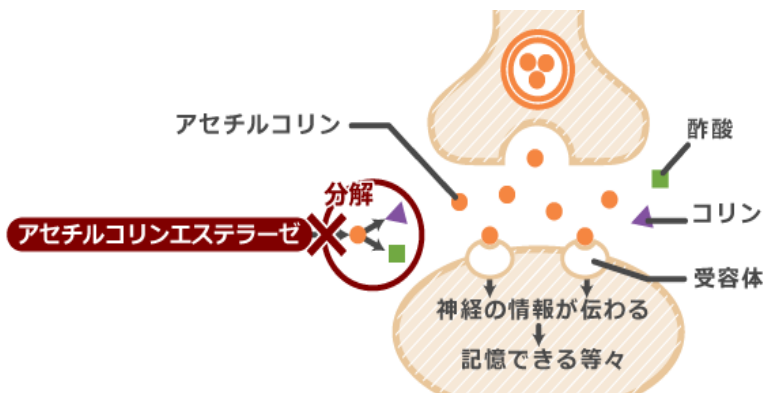 アセチルコリン
酢酸
分解
アセチルコリンエステラーゼ
コリン
受容体
神経の情報が伝わる
記憶できる等々